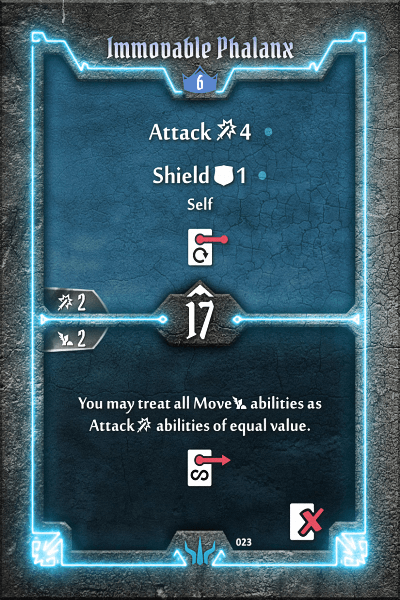 Immovable Phalanx
6
Attack 4
Shield 1
Self
2
17
2
You may treat all Move abilities as
Attack abilities of equal value.
023